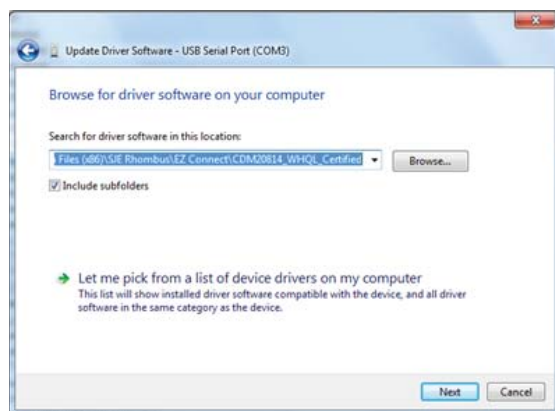 Update Driver Software - USB Serial Port (COM3)
Browse for driver software on your computer
Search for driver software in this location:
Files (x86)\SJE Rhombus\EZ Connect\CDM20814_WHQL_Certified
Browse...
Include subfolders
Let me pick from a list of device drivers on my computer
This list will show installed driver software compatible with the device, and all driver
software in the same category as the device.
Next
Cancel